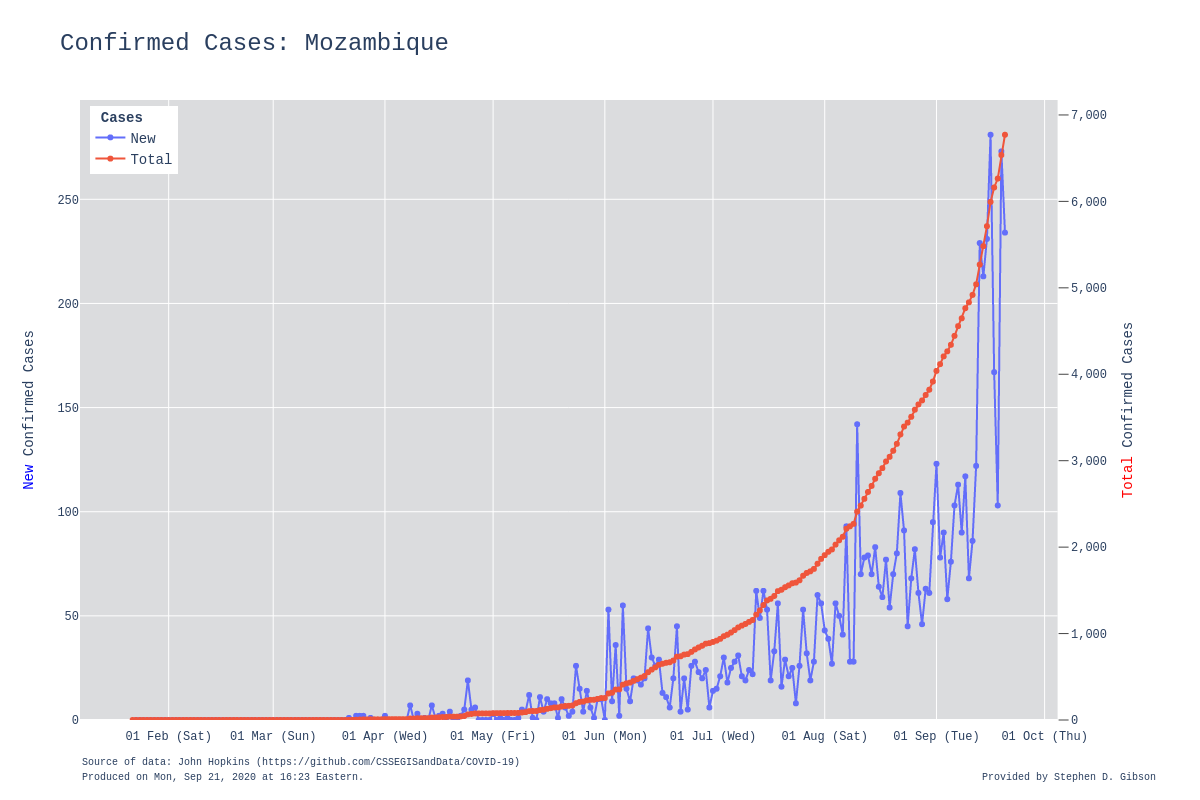 Confirmed Cases: Mozambique
Cases
New
Total
250
200
150
100
50
0
7,000
6,000
5,000
4,000
3,000
2,000
1,000
0
New Confirmed Cases
Total Confirmed Cases
01 Feb (Sat) 01 Mar (Sun) 01 Apr (Wed) 01 May (Fri) 01 Jun (Mon) 01 Jul (Wed) 01 Aug (Sat) 01 Sep (Tue) 01 Oct (Thu)
Source of data: John Hopkins (https://github.com/CSSEGISandData/COVID-19)
Produced on Mon, Sep 21, 2020 at 16:23 Eastern.
Provided by Stephen D. Gibson